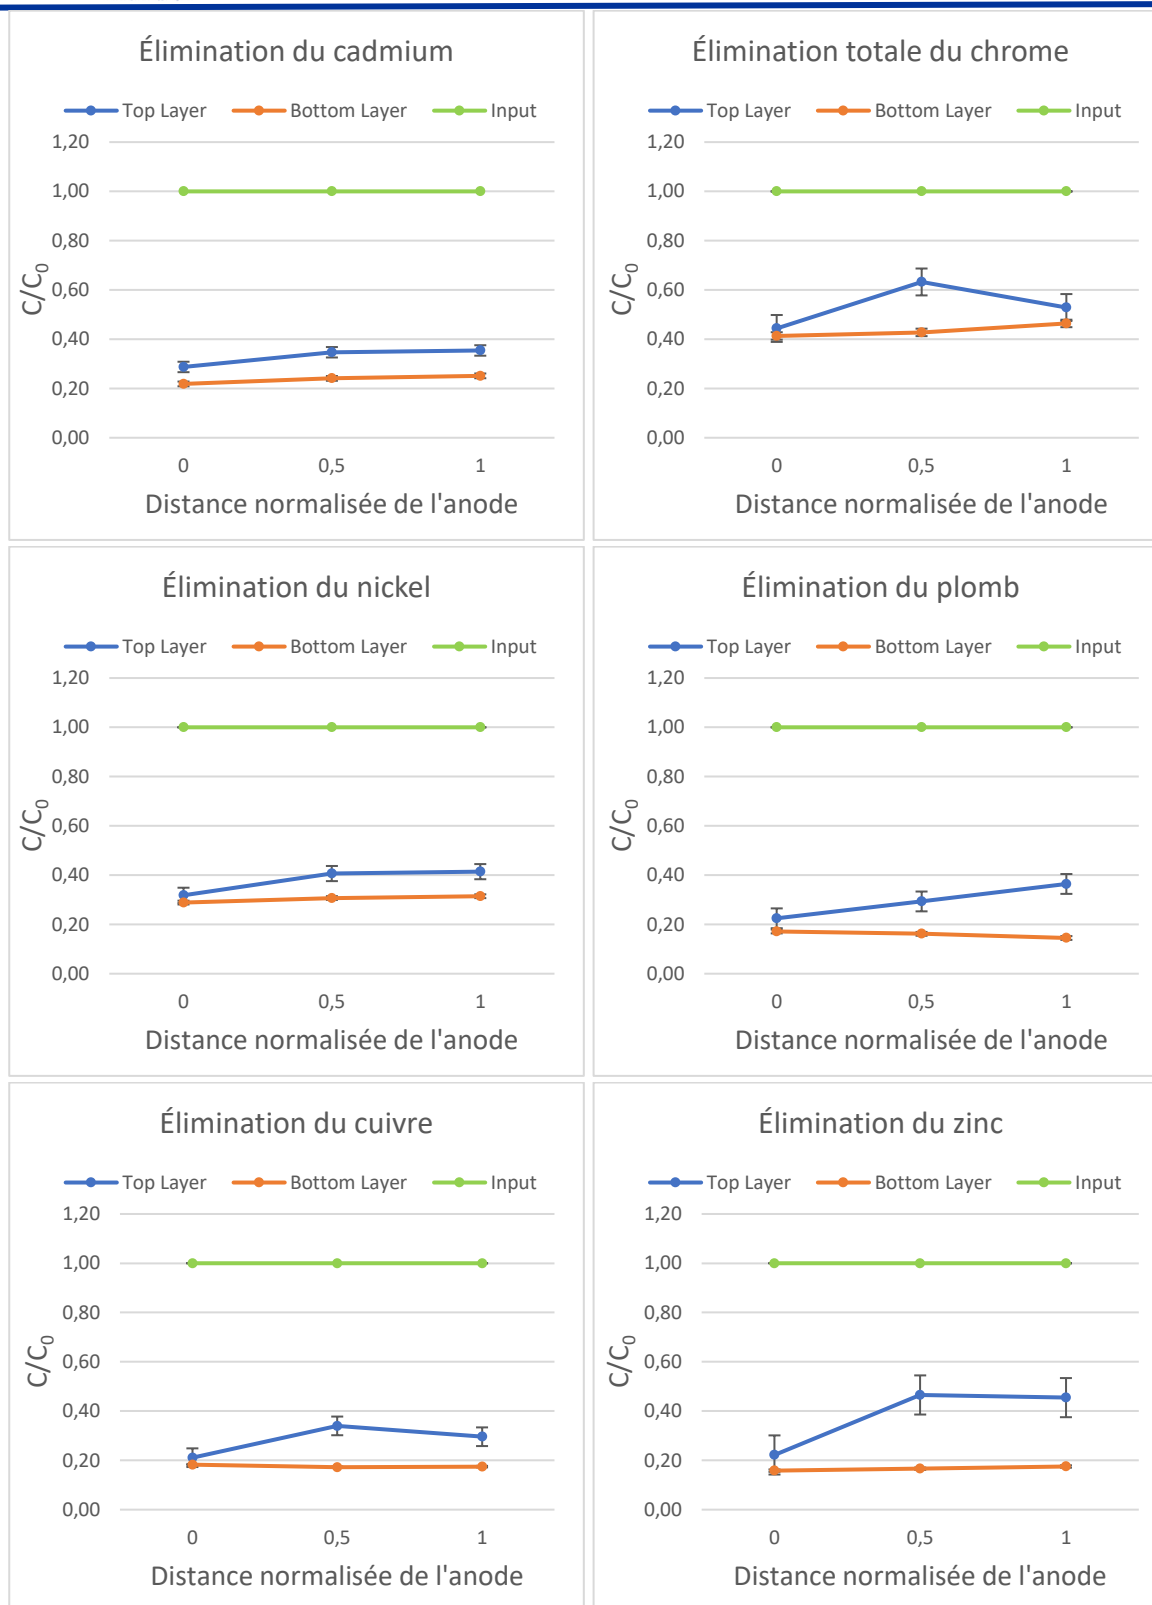 Élimination du cadmium
Top Layer Bottom Layer Input
1,20
1,00
0,80
0,60
0,40
0,20
0,00
C/C0
0 0,5 1
Distance normalisée de l'anode
Élimination totale du chrome
Top Layer Bottom Layer Input
1,20
1,00
0,80
0,60
0,40
0,20
0,00
C/C0
0 0,5 1
Distance normalisée de l'anode
Élimination du nickel
Top Layer Bottom Layer Input
1,20
1,00
0,80
0,60
0,40
0,20
0,00
C/C0
0 0,5 1
Distance normalisée de l'anode
Élimination du plomb
Top Layer Bottom Layer Input
1,20
1,00
0,80
0,60
0,40
0,20
0,00
C/C0
0 0,5 1
Distance normalisée de l'anode
Élimination du cuivre
Top Layer Bottom Layer Input
1,20
1,00
0,80
0,60
0,40
0,20
0,00
C/C0
0 0,5 1
Distance normalisée de l'anode
Élimination du zinc
Top Layer Bottom Layer Input
1,20
1,00
0,80
0,60
0,40
0,20
0,00
C/C0
0 0,5 1
Distance normalisée de l'anode